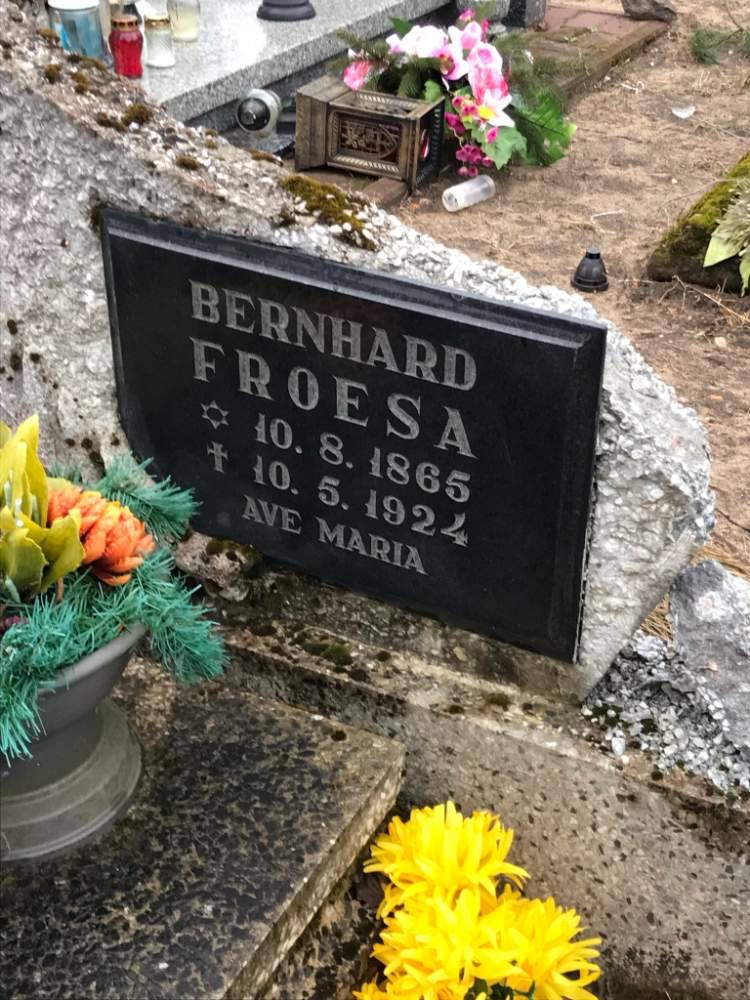 BERNHARD
FROESA
✡ 10. 8. 1865
† 10. 5. 1924
AVE MARIA